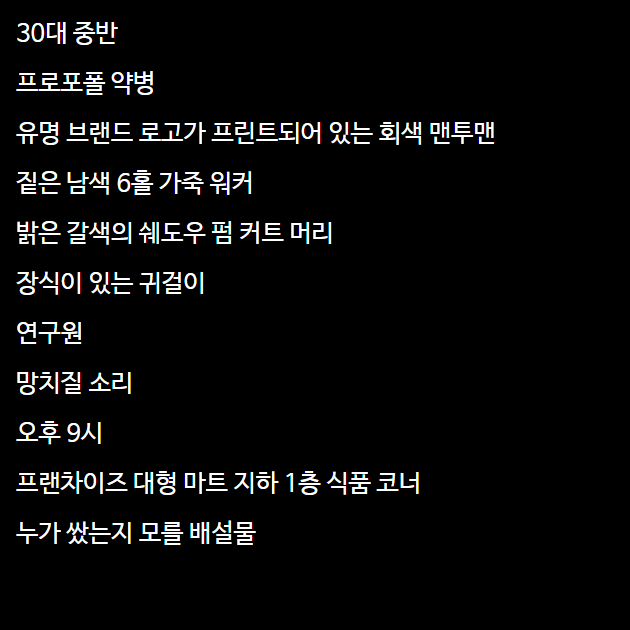 30대 중반
프로포폴 약병
유명 브랜드 로고가 프린트되어 있는 회색 맨투맨
짙은 남색 6홀 가죽 워커
밝은 갈색의 쉐도우 펌 커트 머리
장식이 있는 귀걸이
연구원
망치질 소리
오후 9시
프랜차이즈 대형 마트 지하 1층 식품 코너
누가 쌌는지 모를 배설물